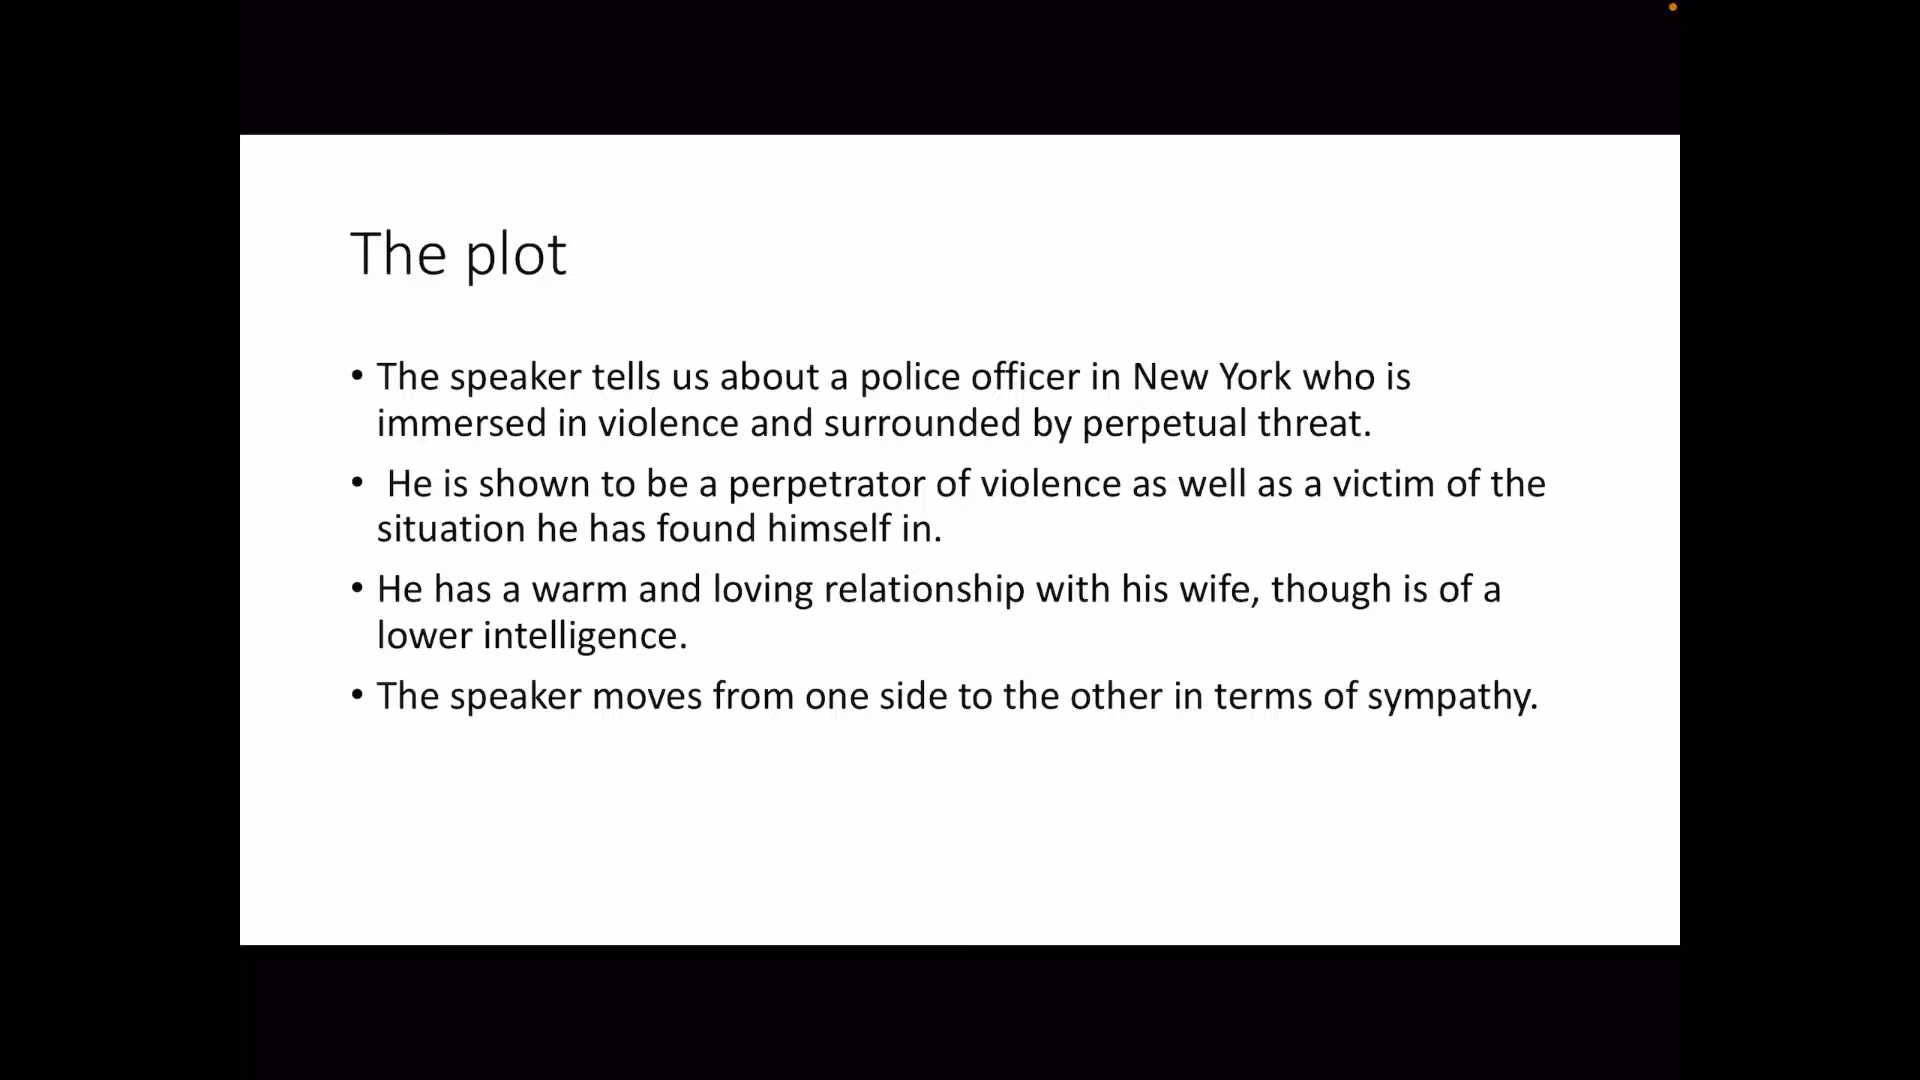 The plot
• The speaker tells us about a police officer in New York who is
immersed in violence and surrounded by perpetual threat.
• He is shown to be a perpetrator of violence as well as a victim of the
situation he has found himself in.
• He has a warm and loving relationship with his wife, though is of a
lower intelligence.
• The speaker moves from one side to the other in terms of sympathy.